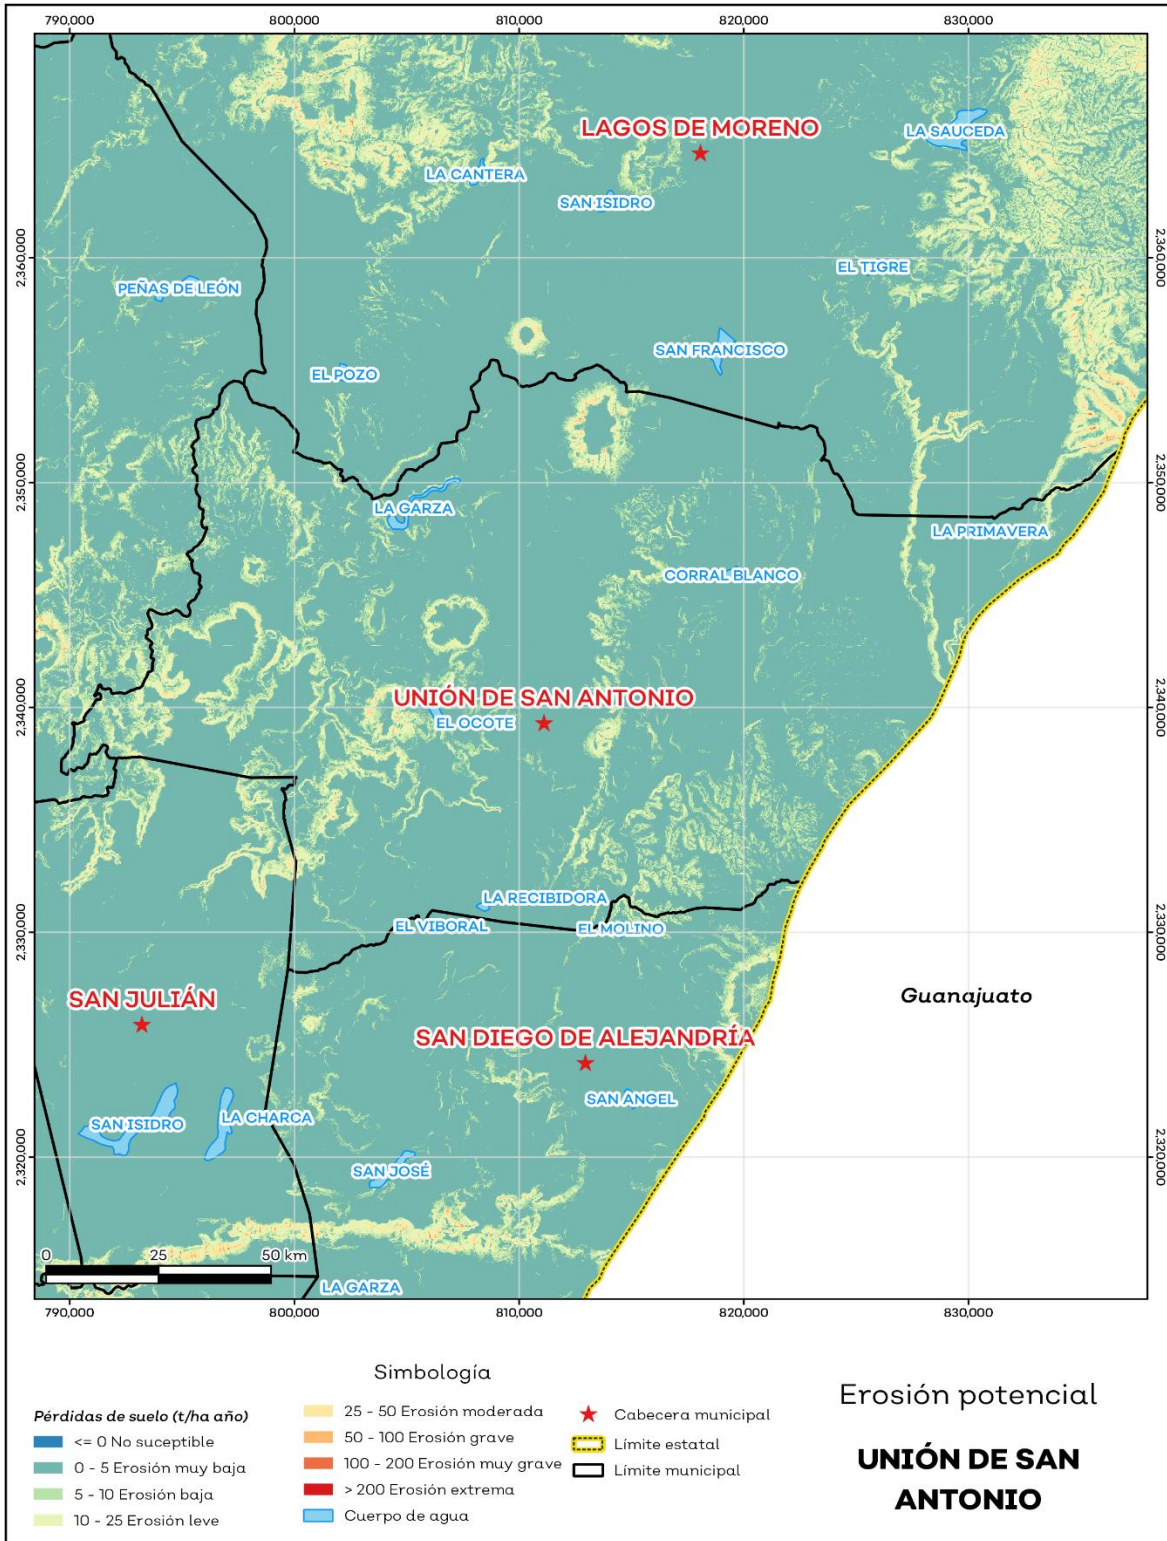 790,000 800,000 810,000 820,000 830,000
LAGOS DE MORENO
LA SAUCEDA
LA CANTERA
SAN ISIDRO
2,360,000 2,360,000
EL TIGRE
PEÑAS DE LEÓN
SAN FRANCISCO
EL POZO
2,350,000 2,350,000
LA GARZA
LA PRIMAVERA
CORRAL BLANCO
UNIÓN DE SAN ANTONIO
2,340,000 2,340,000
EL OCOTE
LA RECIBIDORA
EL VIBORAL
EL MOLINO
2,330,000 2,330,000
SAN JULIÁN
Guanajuato
SAN DIEGO DE ALEJANDRÍA
SAN ANGEL
SAN ISIDRO
LA CHARCA
2,320,000 2,320,000
SAN JOSÉ
0 25 50 km
LA GARZA
790,000 800,000 810,000 820,000 830,000
Simbología
Pérdidas de suelo (t/ha año)
<= 0 No suceptible
0 - 5 Erosión muy baja
5 - 10 Erosión baja
10 - 25 Erosión leve
25 - 50 Erosión moderada
50 - 100 Erosión grave
100 - 200 Erosión muy grave
> 200 Erosión extrema
Cuerpo de agua
Cabecera municipal
Límite estatal
Límite municipal
Erosión potencial
UNIÓN DE SAN
ANTONIO